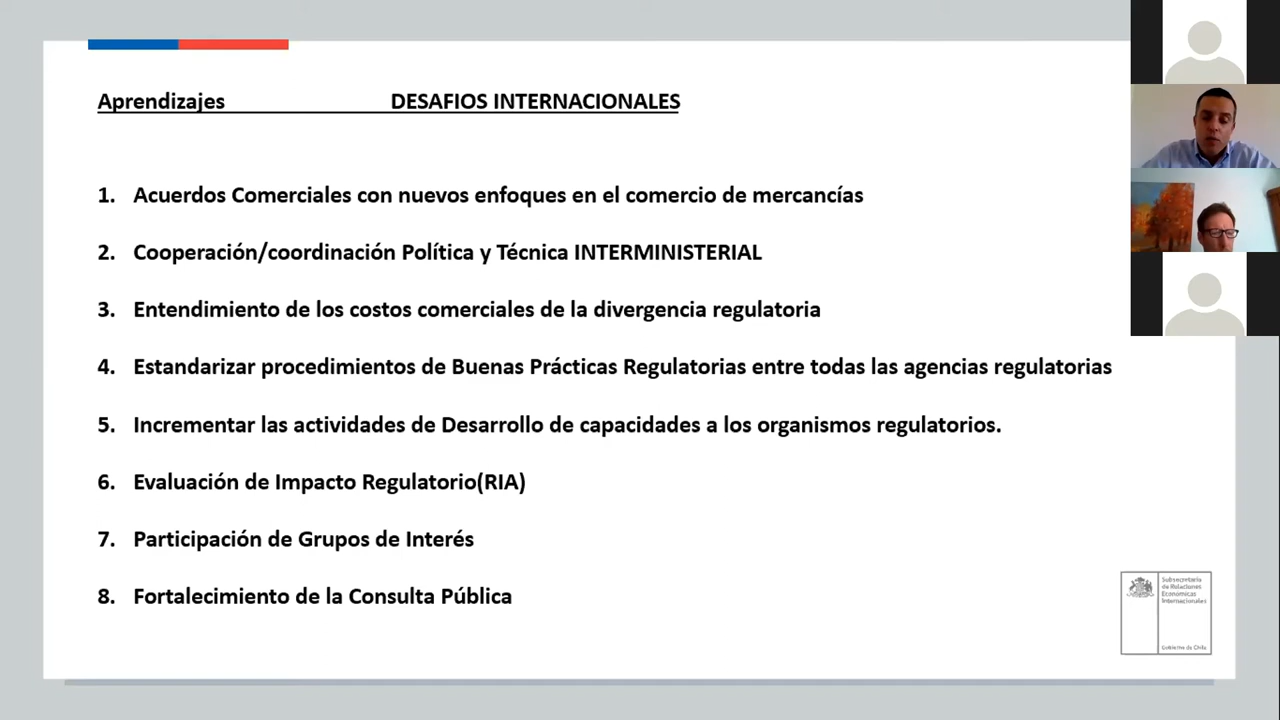 Aprendizajes DESAFIOS INTERNACIONALES
1. Acuerdos Comerciales con nuevos enfoques en el comercio de mercancías
2. Cooperación/coordinación Política y Técnica INTERMINISTERIAL
3. Entendimiento de los costos comerciales de la divergencia regulatoria
4. Estandarizar procedimientos de Buenas Prácticas Regulatorias entre todas las agencias regulatorias
5. Incrementar las actividades de Desarrollo de capacidades a los organismos regulatorios.
6. Evaluación de Impacto Regulatorio(RIA)
7. Participación de Grupos de Interés
8. Fortalecimiento de la Consulta Pública
Subsecretaría
de Relaciones
Económicas
Internacionales
Gobierno de Chile